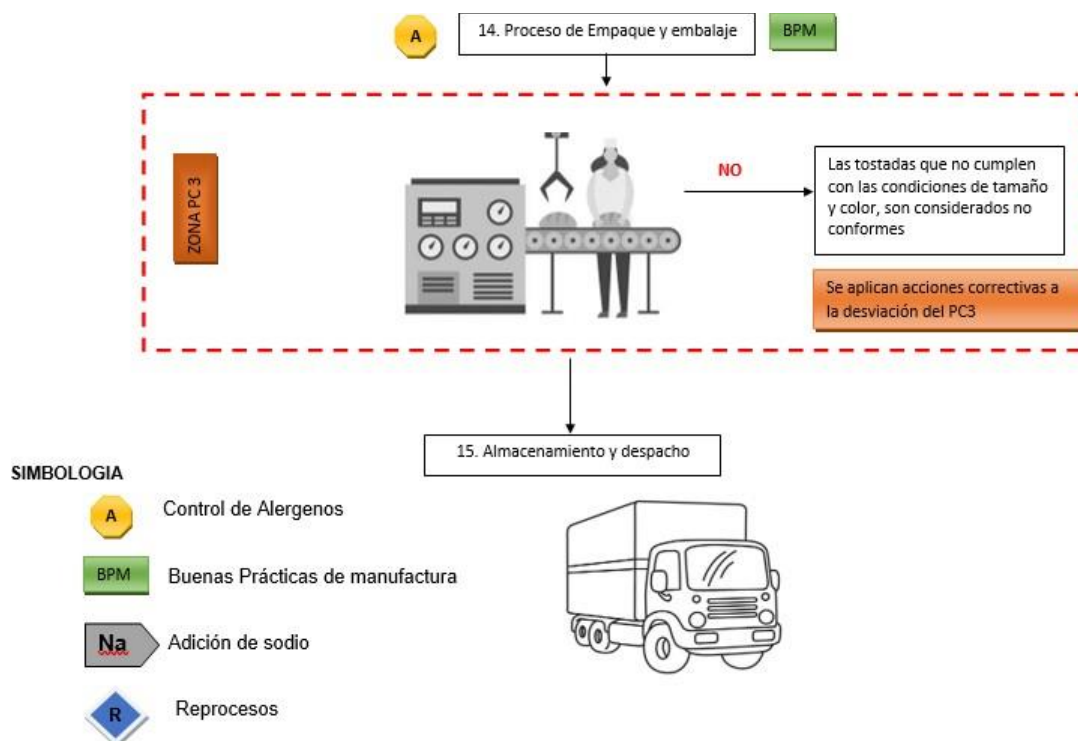 A
14. Proceso de Empaque y embalaje
BPM
ZONA PC 3
NO
Las tostadas que no cumplen
con las condiciones de tamaño
y color, son considerados no
conformes
Se aplican acciones correctivas a
la desviación del PC3
15. Almacenamiento y despacho
SIMBOLOGIA
A
Control de Alergenos
BPM
Buenas Prácticas de manufactura
Na
Adición de sodio
R
Reprocesos